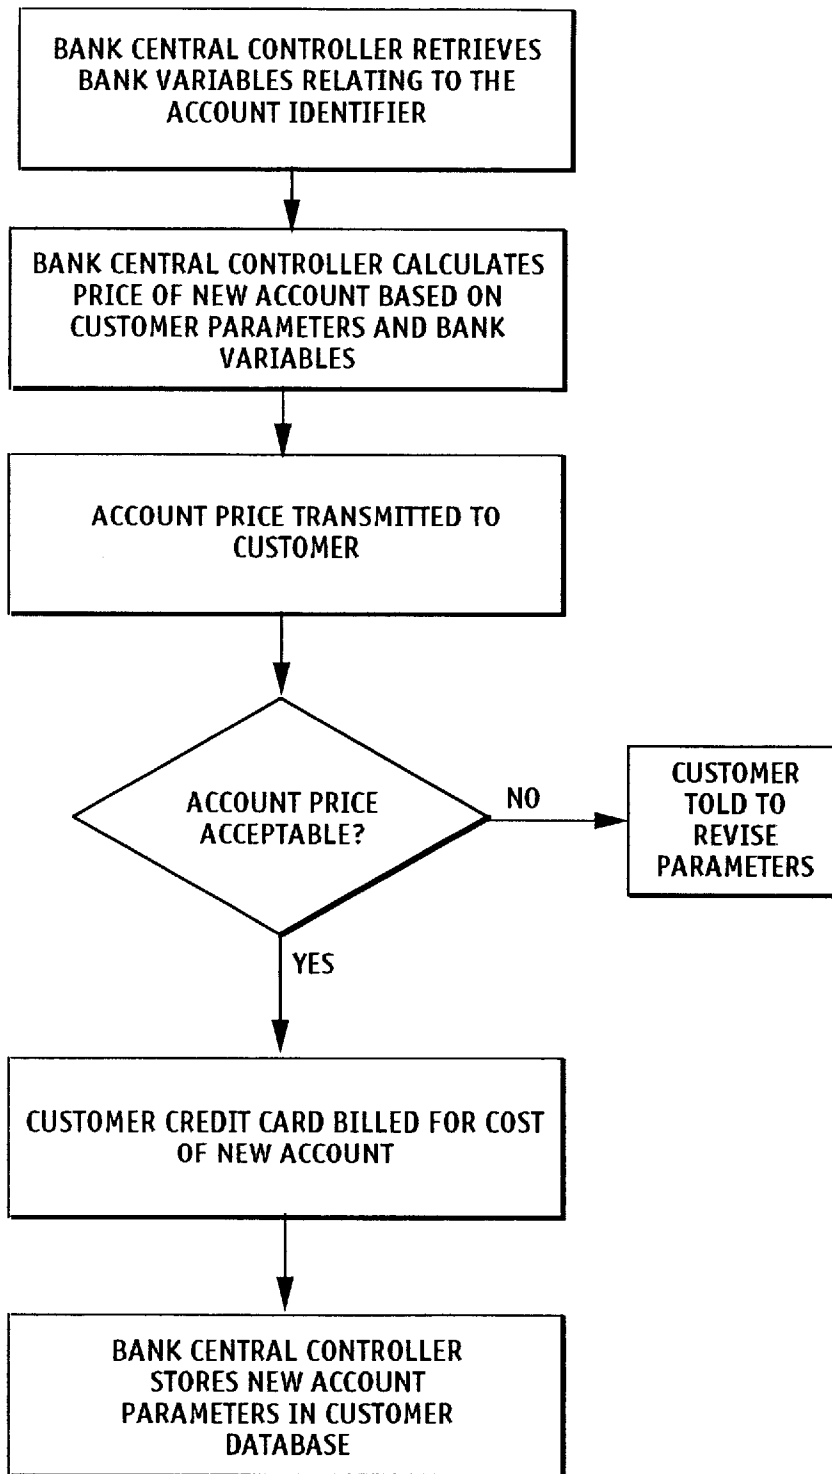 BANK CENTRAL CONTROLLER RETRIEVES
BANK VARIABLES RELATING TO THE
ACCOUNT IDENTIFIER
BANK CENTRAL CONTROLLER CALCULATES
PRICE OF NEW ACCOUNT BASED ON
CUSTOMER PARAMETERS AND BANK
VARIABLES
ACCOUNT PRICE TRANSMITTED TO
CUSTOMER
ACCOUNT PRICE
ACCEPTABLE?
NO
CUSTOMER
TOLD TO
REVISE
PARAMETERS
YES
CUSTOMER CREDIT CARD BILLED FOR COST
OF NEW ACCOUNT
BANK CENTRAL CONTROLLER
STORES NEW ACCOUNT
PARAMETERS IN CUSTOMER
DATABASE